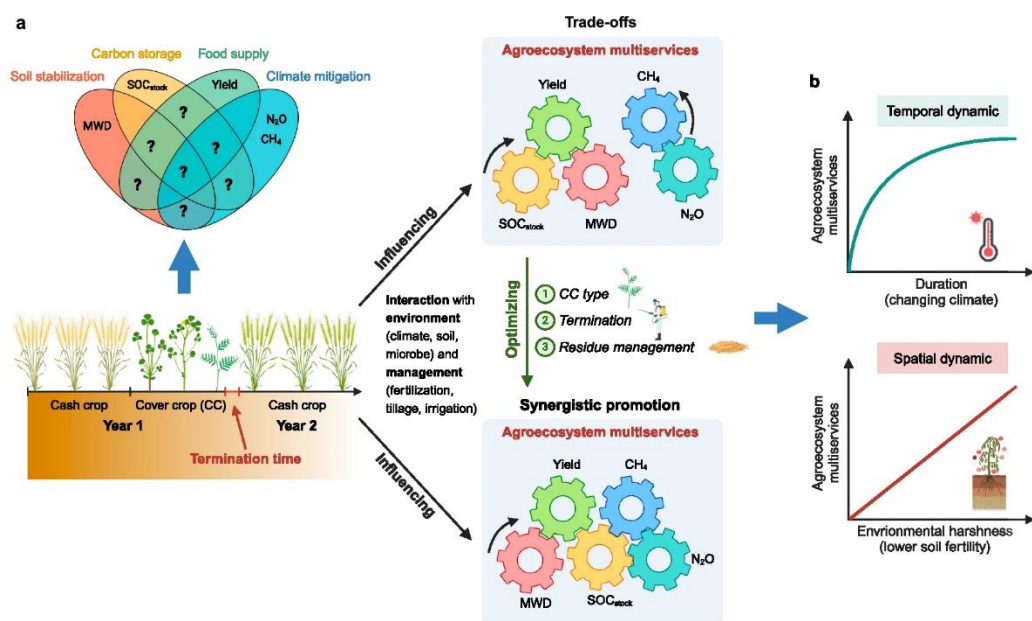 a
Carbon storage
Food supply
Soil stabilization
Climate mitigation
SOCstock
Yield
MWD
N₂O
CH₄
?
?
?
?
?
?
?
?
Cash crop
Cover crop (CC)
Cash crop
Year 1
Year 2
Termination time
Influencing
Interaction with
environment
(climate, soil,
microbe) and
management
(fertilization,
tillage, irrigation)
Influencing
Trade-offs
Agroecosystem multiservices
Yield
CH₄
SOCstock
MWD
N₂O
Optimizing
1 CC type
2 Termination
3 Residue management
Synergistic promotion
Agroecosystem multiservices
Yield
CH₄
MWD
SOCstock
N₂O
b
Temporal dynamic
Agroecosystem
multiservices
Duration
(changing climate)
Spatial dynamic
Agroecosystem
multiservices
Envrionmental harshness
(lower soil fertility)